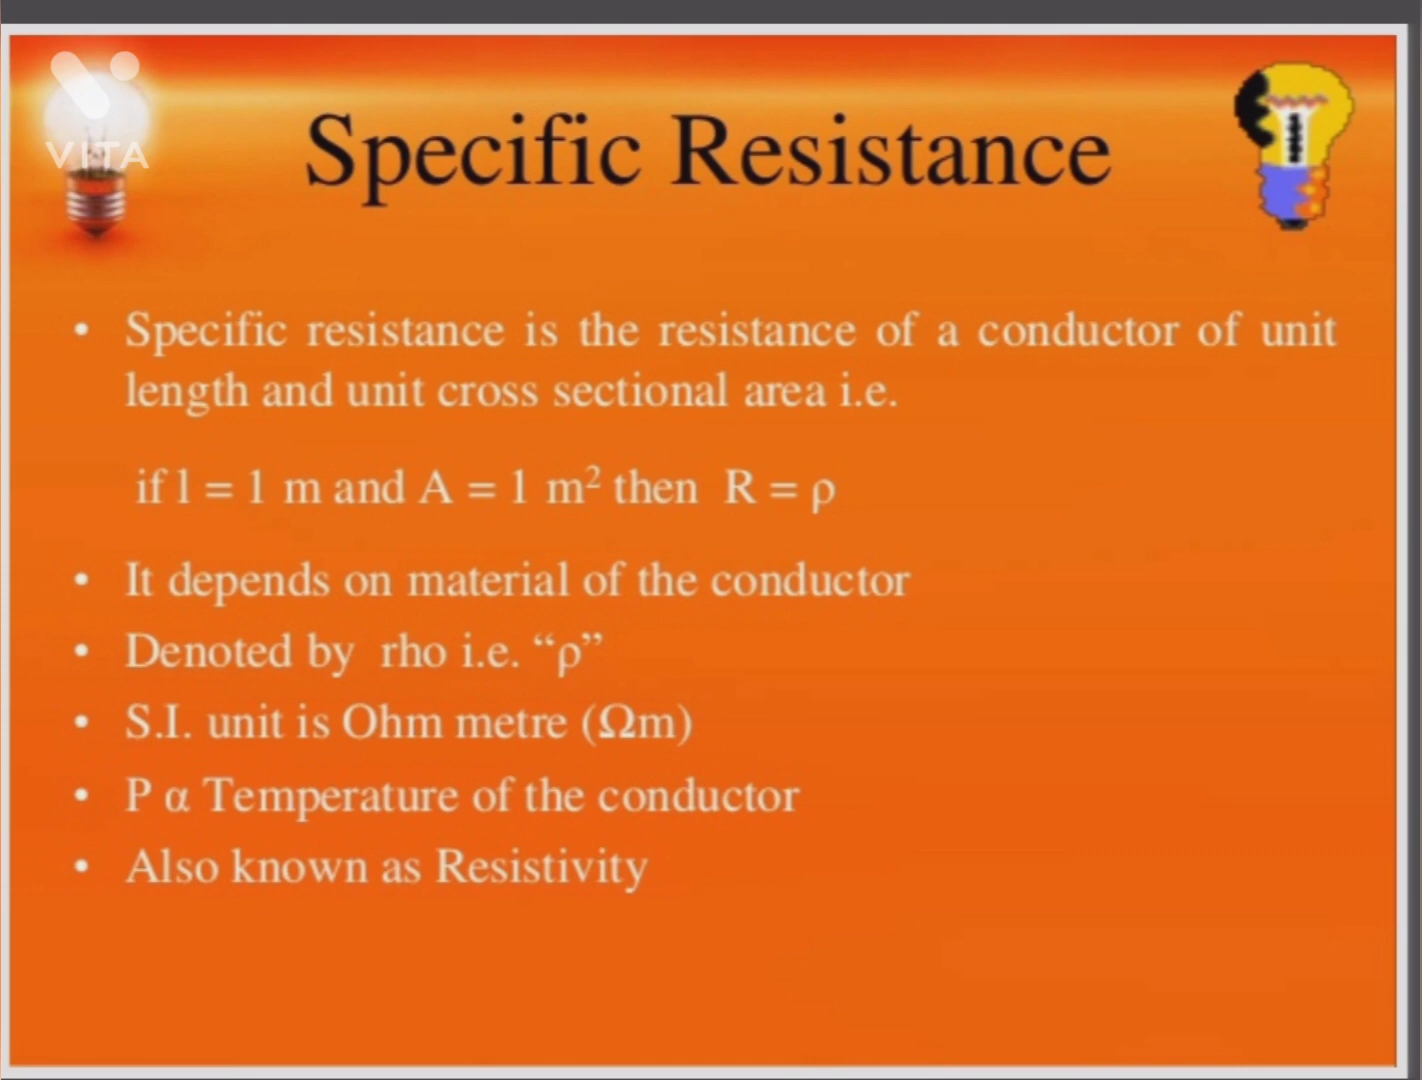 VITA
Specific Resistance
• Specific resistance is the resistance of a conductor of unit
length and unit cross sectional area i.e.
if l = 1 m and A = 1 m² then R = ρ
• It depends on material of the conductor
• Denoted by rho i.e. “ρ”
• S.I. unit is Ohm metre (Ωm)
• P α Temperature of the conductor
• Also known as Resistivity